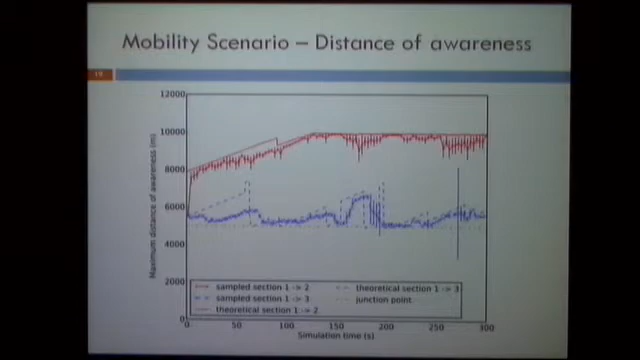 Mobility Scenario – Distance of awareness
19
12000
10000
8000
6000
4000
2000
0
Maximum distance of awareness (m)
sampled section 1 -> 2
sampled section 1 -> 3
theoretical section 1 -> 2
theoretical section 1 -> 3
junction point
0 50 100 150 200 250 300
Simulation time (s)